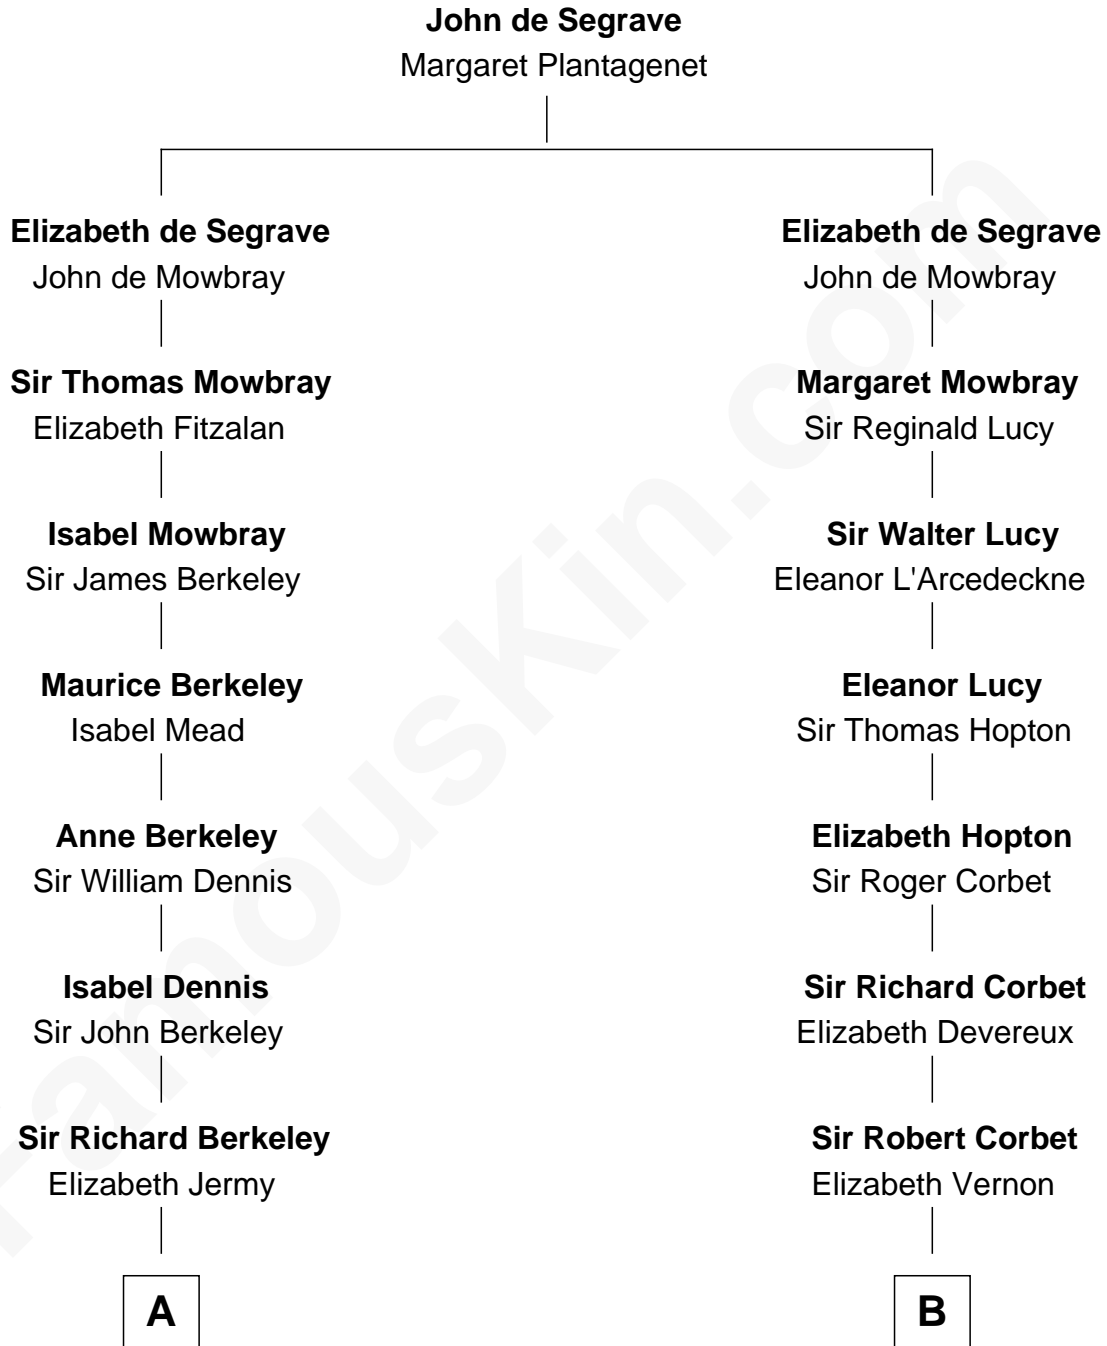 John de Segrave
Margaret Plantagenet
Elizabeth de Segrave
John de Mowbray
Elizabeth de Segrave
John de Mowbray
Sir Thomas Mowbray
Elizabeth Fitzalan
Margaret Mowbray
Sir Reginald Lucy
Isabel Mowbray
Sir James Berkeley
Sir Walter Lucy
Eleanor L'Arcedeckne
Maurice Berkeley
Isabel Mead
Eleanor Lucy
Sir Thomas Hopton
Anne Berkeley
Sir William Dennis
Elizabeth Hopton
Sir Roger Corbet
Isabel Dennis
Sir John Berkeley
Sir Richard Corbet
Elizabeth Devereux
Sir Richard Berkeley
Elizabeth Jermy
Sir Robert Corbet
Elizabeth Vernon
A
B
FamousKin.com